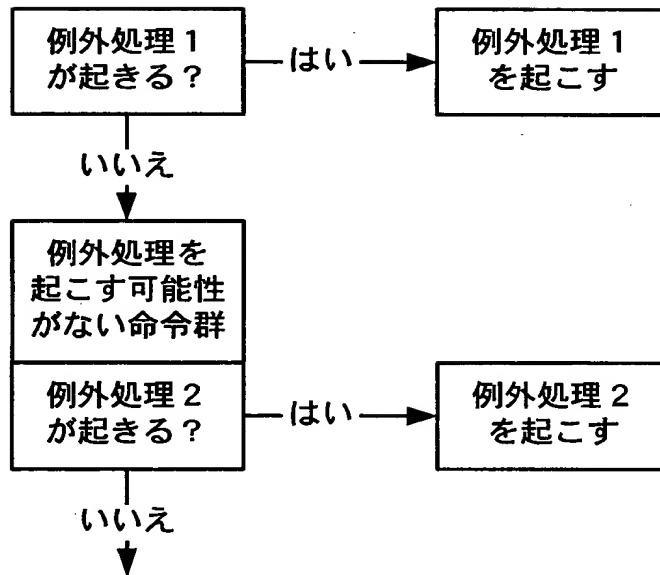 例外処理1
が起きる？
はい
例外処理1
を起こす
いいえ
例外処理を
起こす可能性
がない命令群
例外処理2
が起きる？
はい
例外処理2
を起こす
いいえ